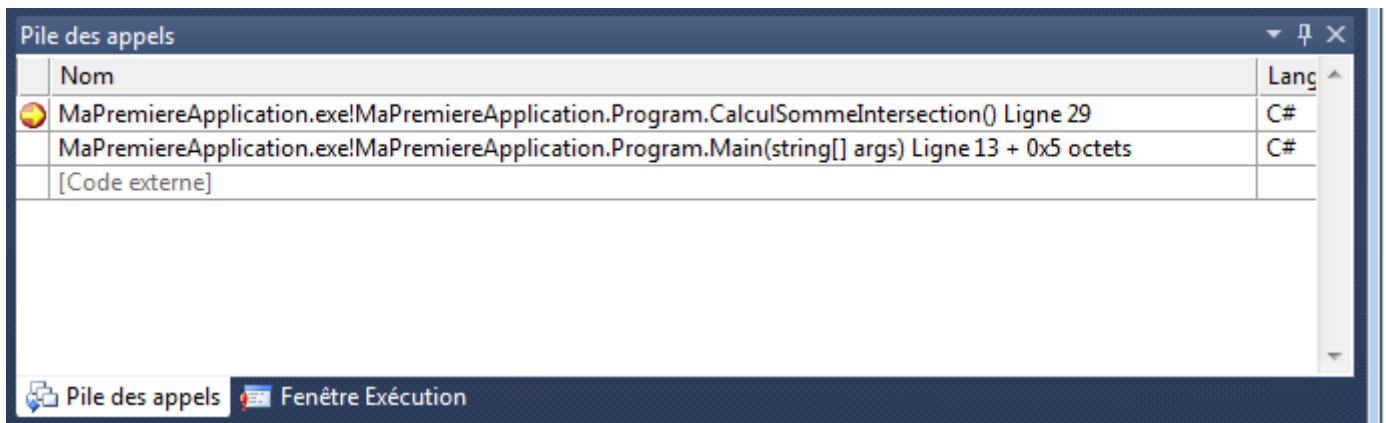 Pile des appels
Nom Lang
MaPremiereApplication.exe!MaPremiereApplication.Program.CalculSommeIntersection() Ligne 29 C#
MaPremiereApplication.exe!MaPremiereApplication.Program.Main(string[] args) Ligne 13 + 0x5 octets C#
[Code externe]
Pile des appels Fenêtre Exécution